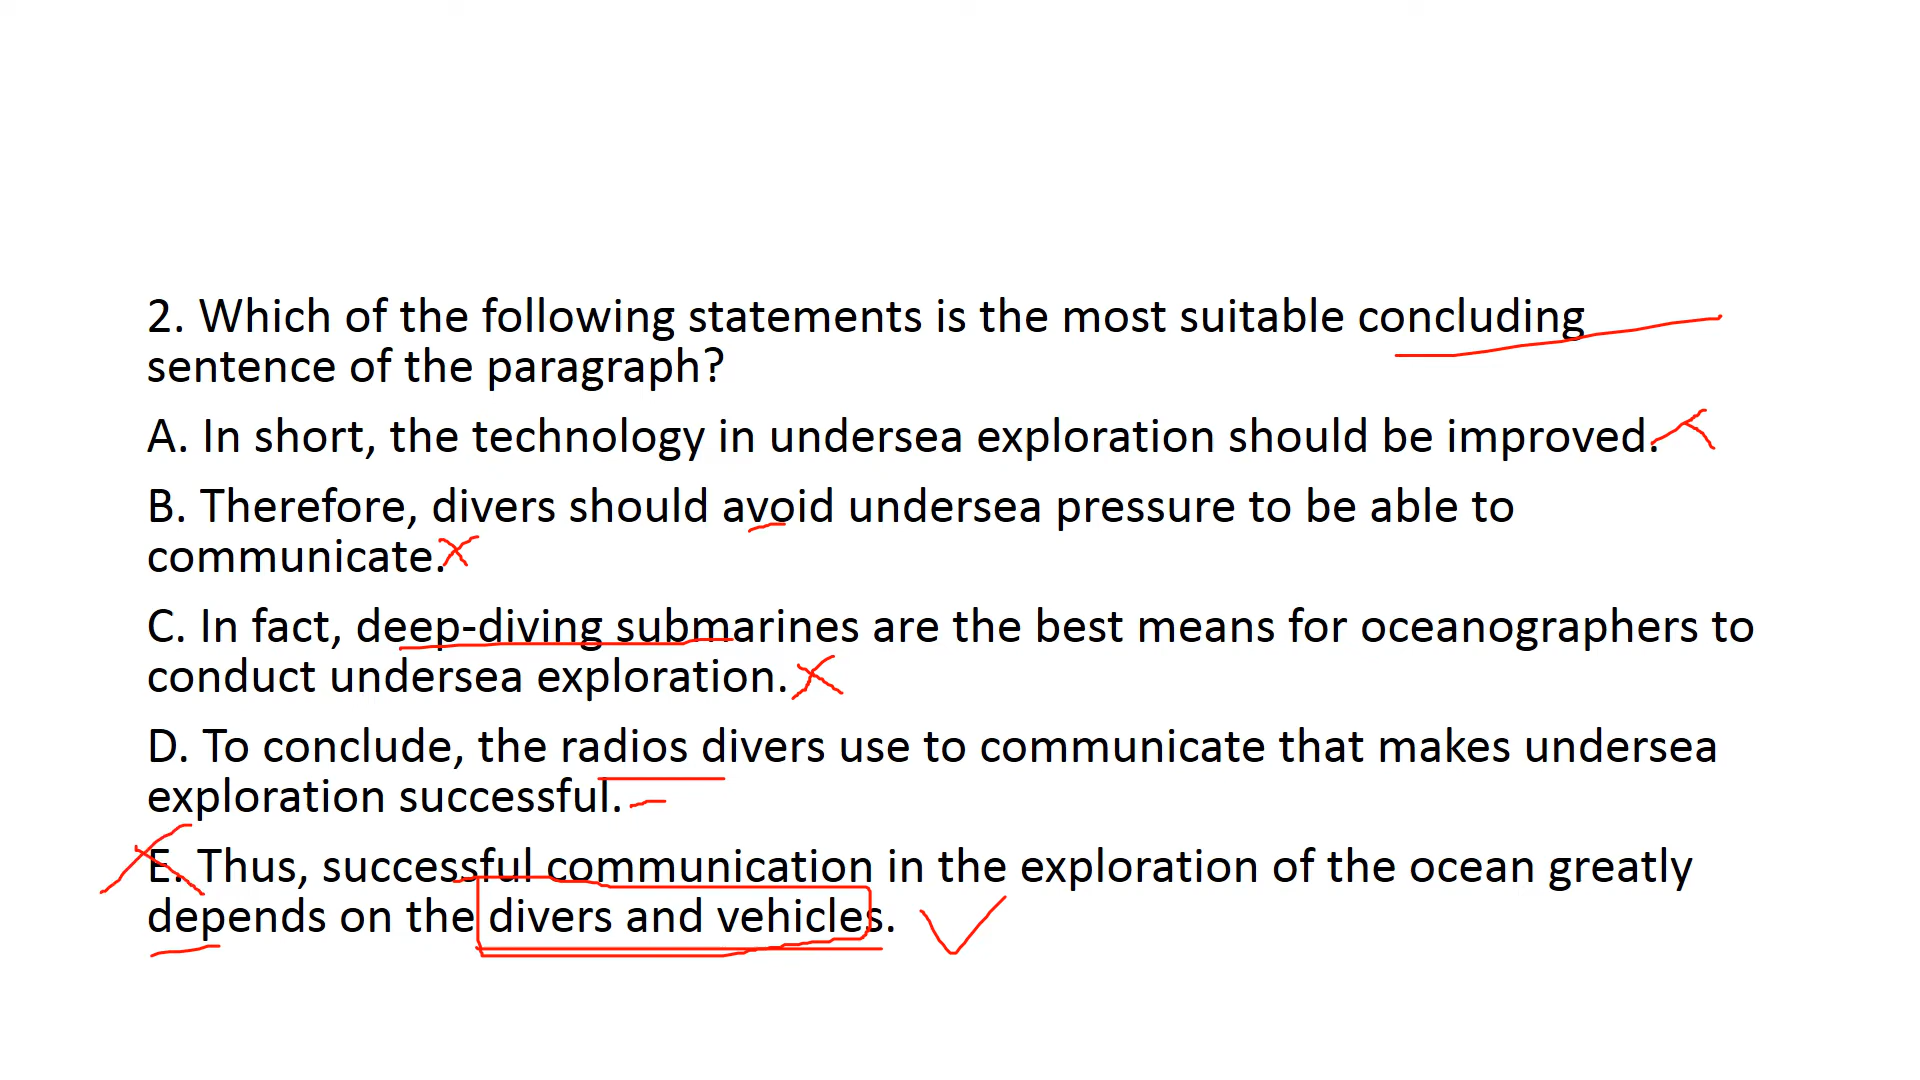 2. Which of the following statements is the most suitable concluding
sentence of the paragraph?
A. In short, the technology in undersea exploration should be improved.
B. Therefore, divers should avoid undersea pressure to be able to
communicate.
C. In fact, deep-diving submarines are the best means for oceanographers to
conduct undersea exploration.
D. To conclude, the radios divers use to communicate that makes undersea
exploration successful.
E. Thus, successful communication in the exploration of the ocean greatly
depends on the divers and vehicles.